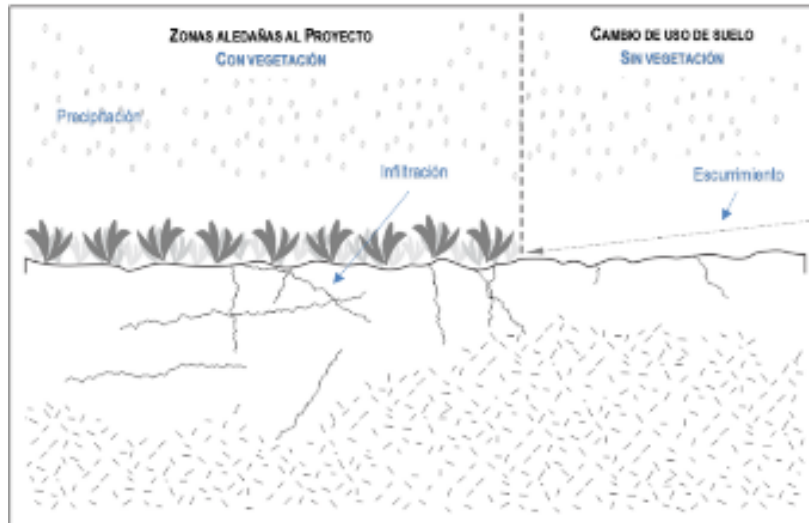 ZONAS ALEDAÑAS AL PROYECTO
CON VEGETACIÓN
CAMBIO DE USO DE SUELO
SIN VEGETACIÓN
Precipitación
Infiltración
Escurrimiento